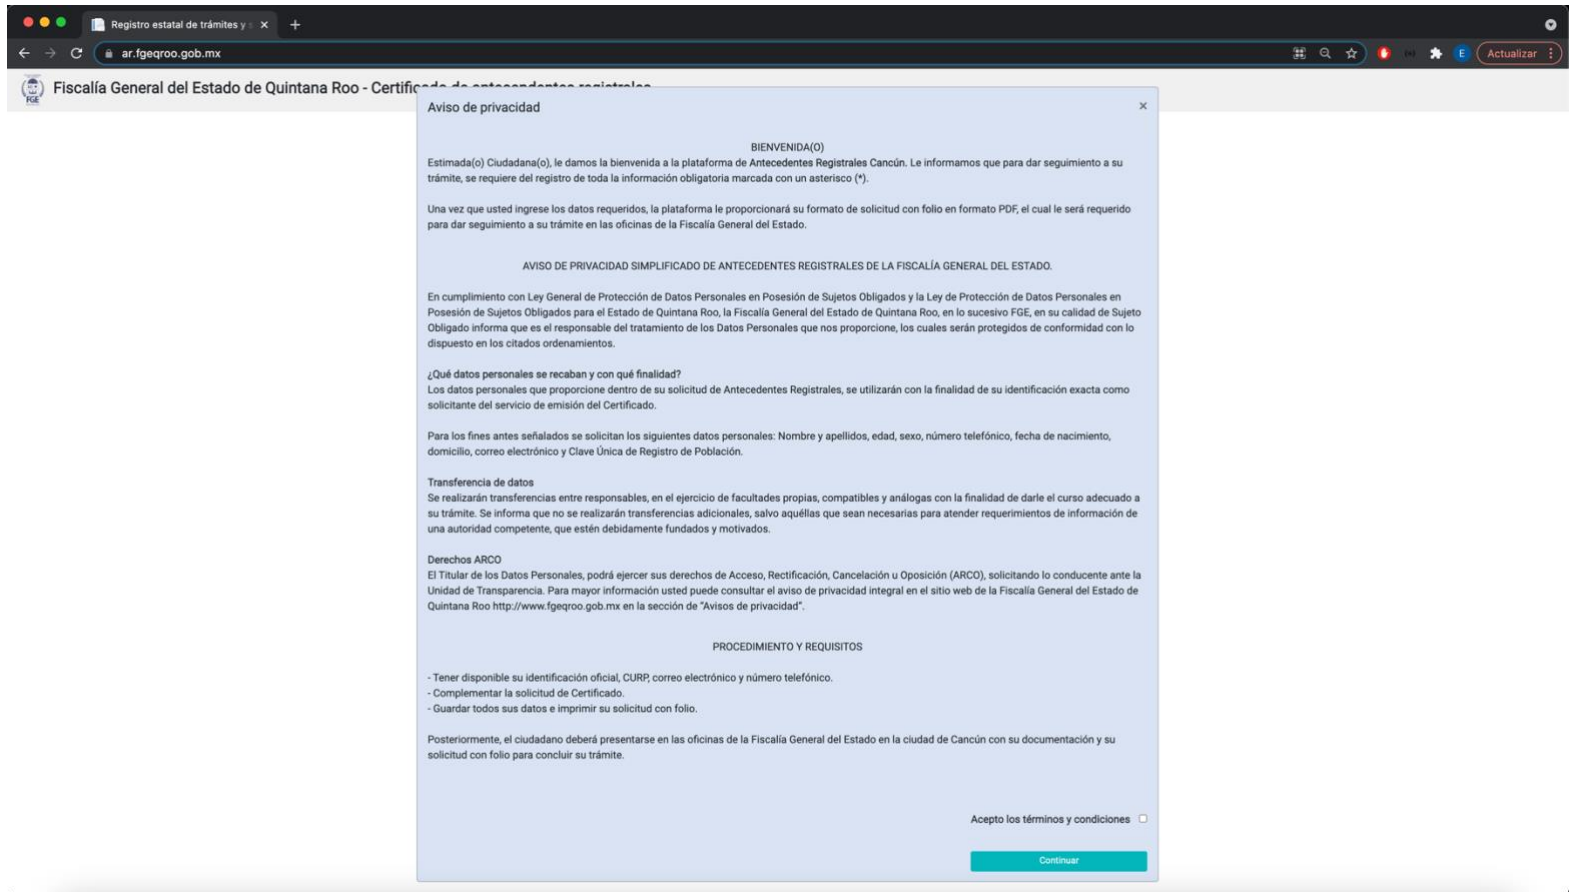 Registro estatal de trámites y s
ar.fgeqroo.gob.mx
E
Actualizar
FGE
Fiscalía General del Estado de Quintana Roo - Certificado de antecedentes registrales
Aviso de privacidad
BIENVENIDA(O)
Estimada(o) Ciudadana(o), le damos la bienvenida a la plataforma de Antecedentes Registrales Cancún. Le informamos que para dar seguimiento a su
trámite, se requiere del registro de toda la información obligatoria marcada con un asterisco (*).
Una vez que usted ingrese los datos requeridos, la plataforma le proporcionará su formato de solicitud con folio en formato PDF, el cual le será requerido
para dar seguimiento a su trámite en las oficinas de la Fiscalía General del Estado.
AVISO DE PRIVACIDAD SIMPLIFICADO DE ANTECEDENTES REGISTRALES DE LA FISCALÍA GENERAL DEL ESTADO.
En cumplimiento con Ley General de Protección de Datos Personales en Posesión de Sujetos Obligados y la Ley de Protección de Datos Personales en
Posesión de Sujetos Obligados para el Estado de Quintana Roo, la Fiscalía General del Estado de Quintana Roo, en lo sucesivo FGE, en su calidad de Sujeto
Obligado informa que es el responsable del tratamiento de los Datos Personales que nos proporcione, los cuales serán protegidos de conformidad con lo
dispuesto en los citados ordenamientos.
¿Qué datos personales se recaban y con qué finalidad?
Los datos personales que proporcione dentro de su solicitud de Antecedentes Registrales, se utilizarán con la finalidad de su identificación exacta como
solicitante del servicio de emisión del Certificado.
Para los fines antes señalados se solicitan los siguientes datos personales: Nombre y apellidos, edad, sexo, número telefónico, fecha de nacimiento,
domicilio, correo electrónico y Clave Única de Registro de Población.
Transferencia de datos
Se realizarán transferencias entre responsables, en el ejercicio de facultades propias, compatibles y análogas con la finalidad de darle el curso adecuado a
su trámite. Se informa que no se realizarán transferencias adicionales, salvo aquéllas que sean necesarias para atender requerimientos de información de
una autoridad competente, que estén debidamente fundados y motivados.
Derechos ARCO
El Titular de los Datos Personales, podrá ejercer sus derechos de Acceso, Rectificación, Cancelación u Oposición (ARCO), solicitando lo conducente ante la
Unidad de Transparencia. Para mayor información usted puede consultar el aviso de privacidad integral en el sitio web de la Fiscalía General del Estado de
Quintana Roo http://www.fgeqroo.gob.mx en la sección de "Avisos de privacidad".
PROCEDIMIENTO Y REQUISITOS
- Tener disponible su identificación oficial, CURP, correo electrónico y número telefónico.
- Complementar la solicitud de Certificado.
- Guardar todos sus datos e imprimir su solicitud con folio.
Posteriormente, el ciudadano deberá presentarse en las oficinas de la Fiscalía General del Estado en la ciudad de Cancún con su documentación y su
solicitud con folio para concluir su trámite.
Acepto los términos y condiciones
Continuar